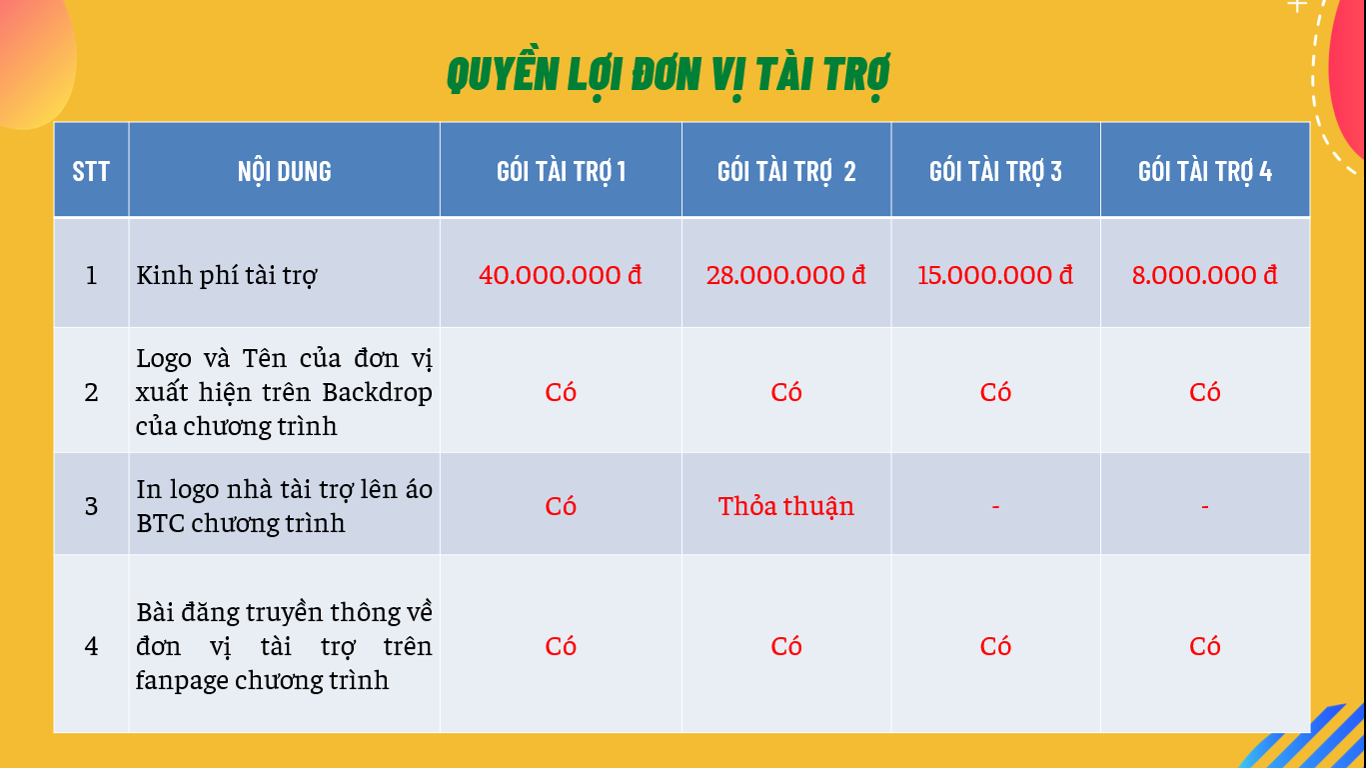 QUYỀN LỢI ĐƠN VỊ TÀI TRỢ
STT NỘI DUNG GÓI TÀI TRỢ 1 GÓI TÀI TRỢ 2 GÓI TÀI TRỢ 3 GÓI TÀI TRỢ 4
1 Kinh phí tài trợ 40.000.000 đ 28.000.000 đ 15.000.000 đ 8.000.000 đ
Logo và Tên của đơn vị
2 xuất hiện trên Backdrop Có Có Có Có
của chương trình
3 In logo nhà tài trợ lên áo Có Thỏa thuận - -
BTC chương trình
Bài đăng truyền thông về
4 đơn vị tài trợ trên Có Có Có Có
fanpage chương trình